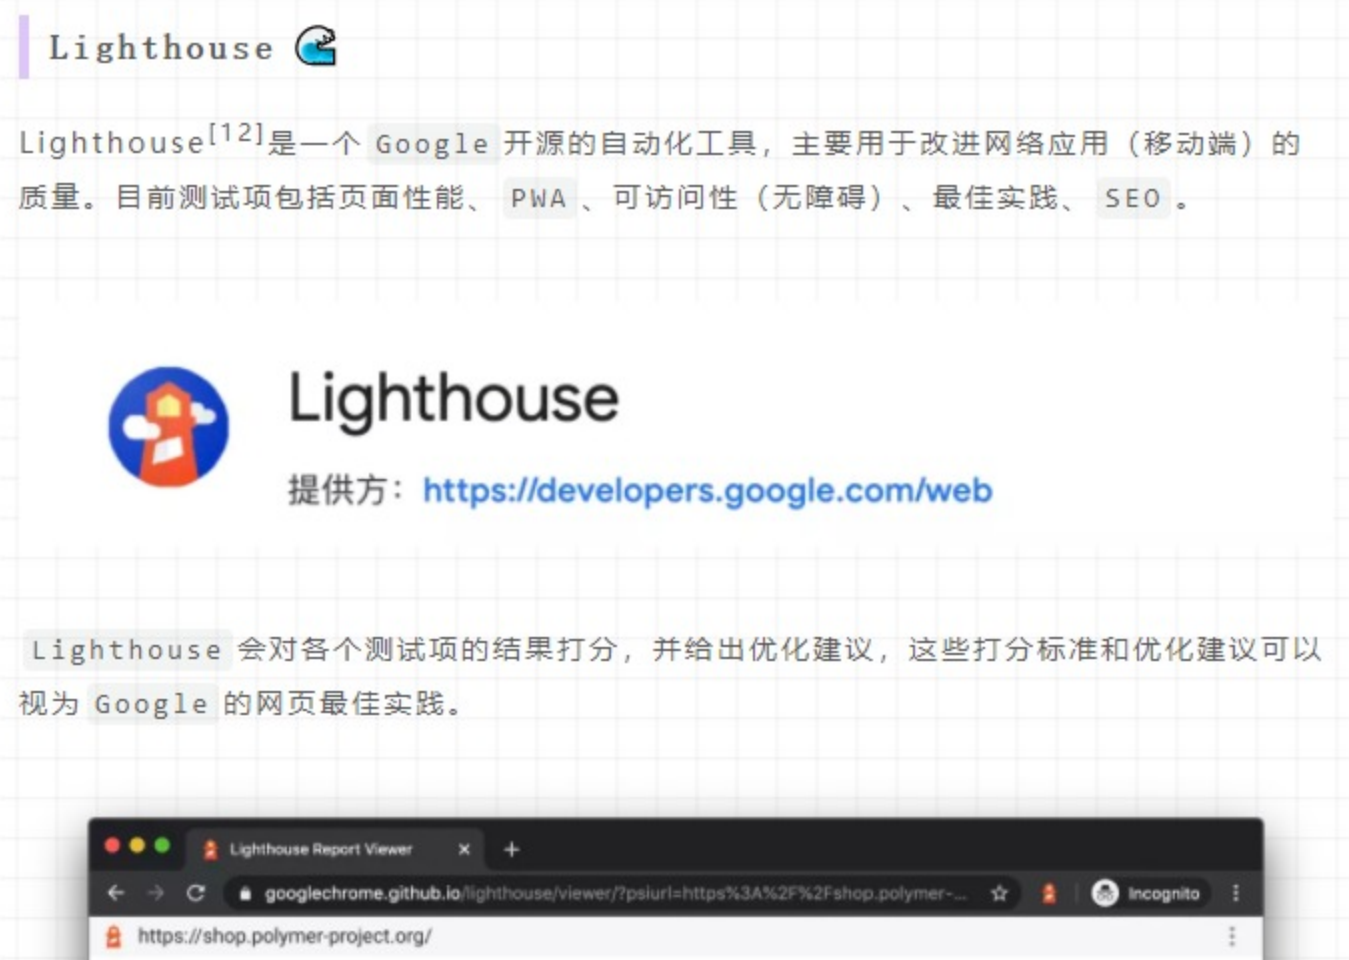 Lighthouse
Lighthouse[12]是一个 Google 开源的自动化工具，主要用于改进网络应用（移动端）的
质量。目前测试项包括页面性能、 PWA 、可访问性（无障碍）、最佳实践、 SEO 。
Lighthouse
提供方：https://developers.google.com/web
Lighthouse 会对各个测试项的结果打分，并给出优化建议，这些打分标准和优化建议可以
视为 Google 的网页最佳实践。
Lighthouse Report Viewer
googlechrome.github.io/lighthouse/viewer/?psiurl=https%3A%2F%2Fshop.polymer-... Incognito
https://shop.polymer-project.org/